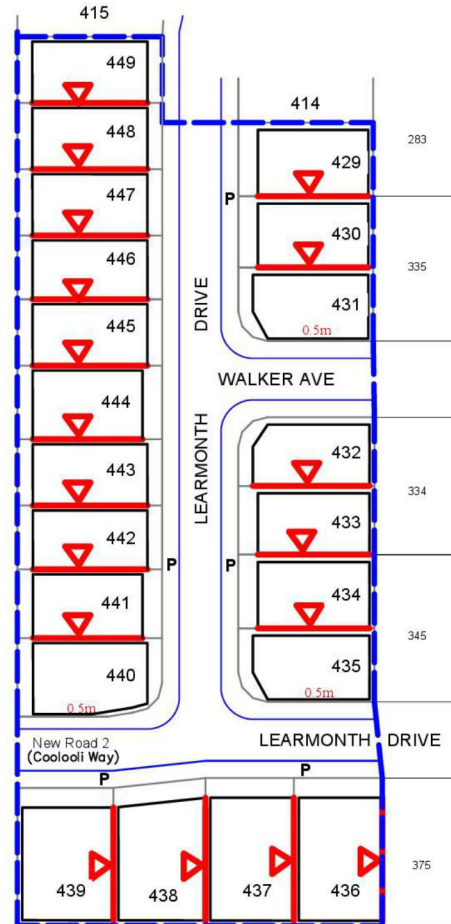 415
449
414
283
448
429
P
447
430
335
446
431
DRIVE
0.5m
445
WALKER AVE
444
432
LEARMONTH
443
334
433
442
P
P
434
441
345
440
435
0.5m
0.5m
New Road 2
(Coolooli Way)
LEARMONTH DRIVE
P
P
375
439
438
437
436